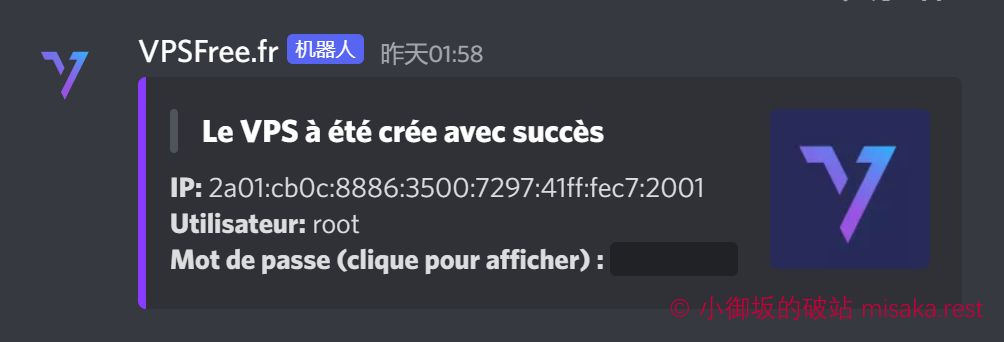 VPSFree.fr 机器人 昨天01:58
Le VPS à été crée avec succès
IP: 2a01:cb0c:8886:3500:7297:41ff:fec7:2001
Utilisateur: root
Mot de passe (clique pour afficher) :
© 小御坂的破站 misaka.rest